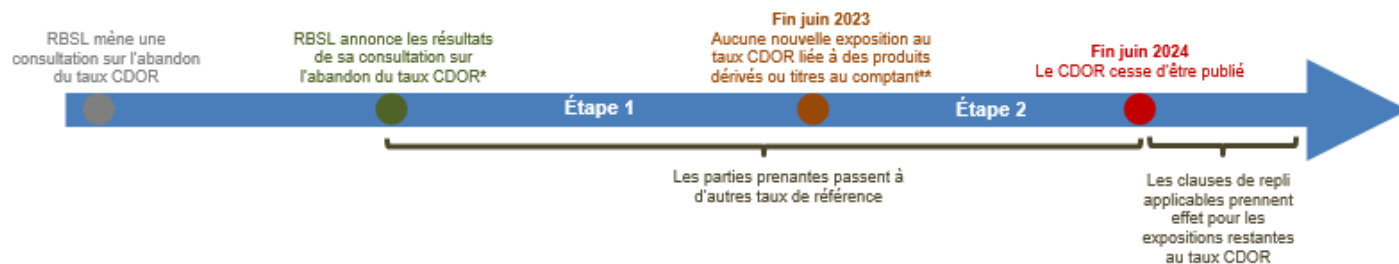 RBSL mène une
consultation sur l'abandon
du taux CDOR
RBSL annonce les résultats
de sa consultation sur
l'abandon du taux CDOR*
Fin juin 2023
Aucune nouvelle exposition au
taux CDOR liée à des produits
dérivés ou titres au comptant**
Fin juin 2024
Le CDOR cesse d'être publié
Étape 1
Étape 2
Les parties prenantes passent à
d'autres taux de référence
Les clauses de repli
applicables prennent
effet pour les
expositions restantes
au taux CDOR